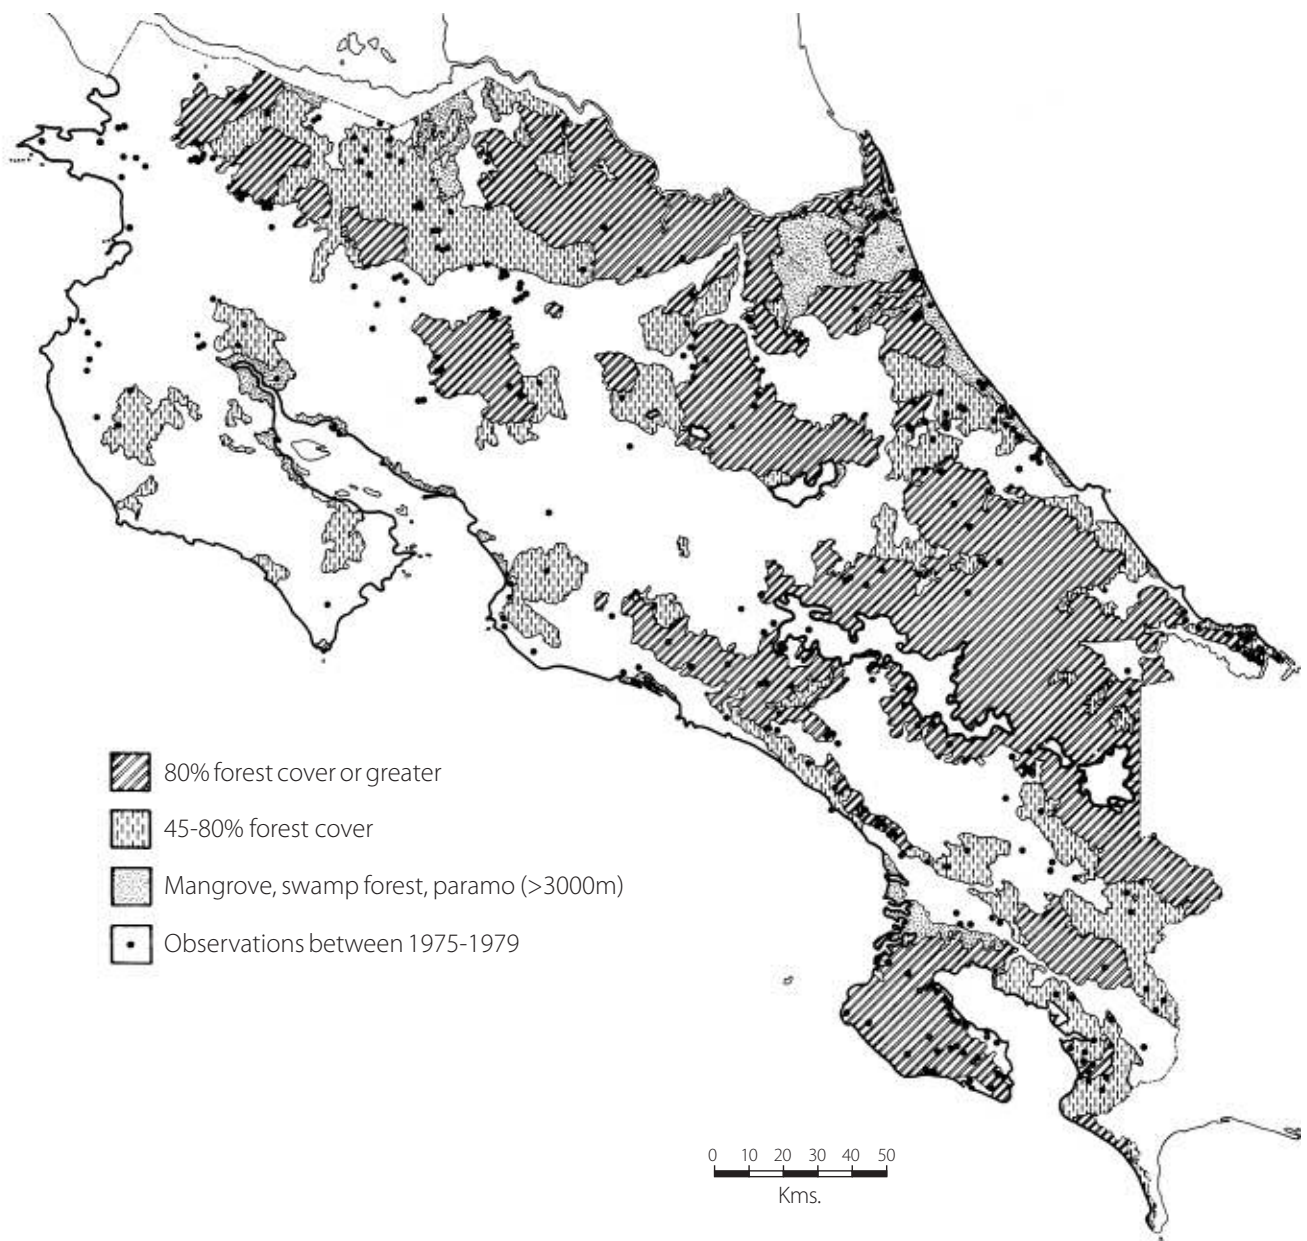 80% forest cover or greater
45-80% forest cover
Mangrove, swamp forest, paramo (>3000m)
Observations between 1975-1979
0 10 20 30 40 50
Kms.